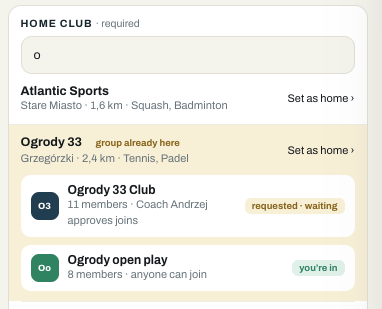 HOME CLUB · required
o
Atlantic Sports
Stare Miasto · 1,6 km · Squash, Badminton
Set as home ›
Ogrody 33 group already here
Grzegórzki · 2,4 km · Tennis, Padel
Set as home ›
O3
Ogrody 33 Club
11 members · Coach Andrzej
approves joins
requested · waiting
Oo
Ogrody open play
8 members · anyone can join
you're in